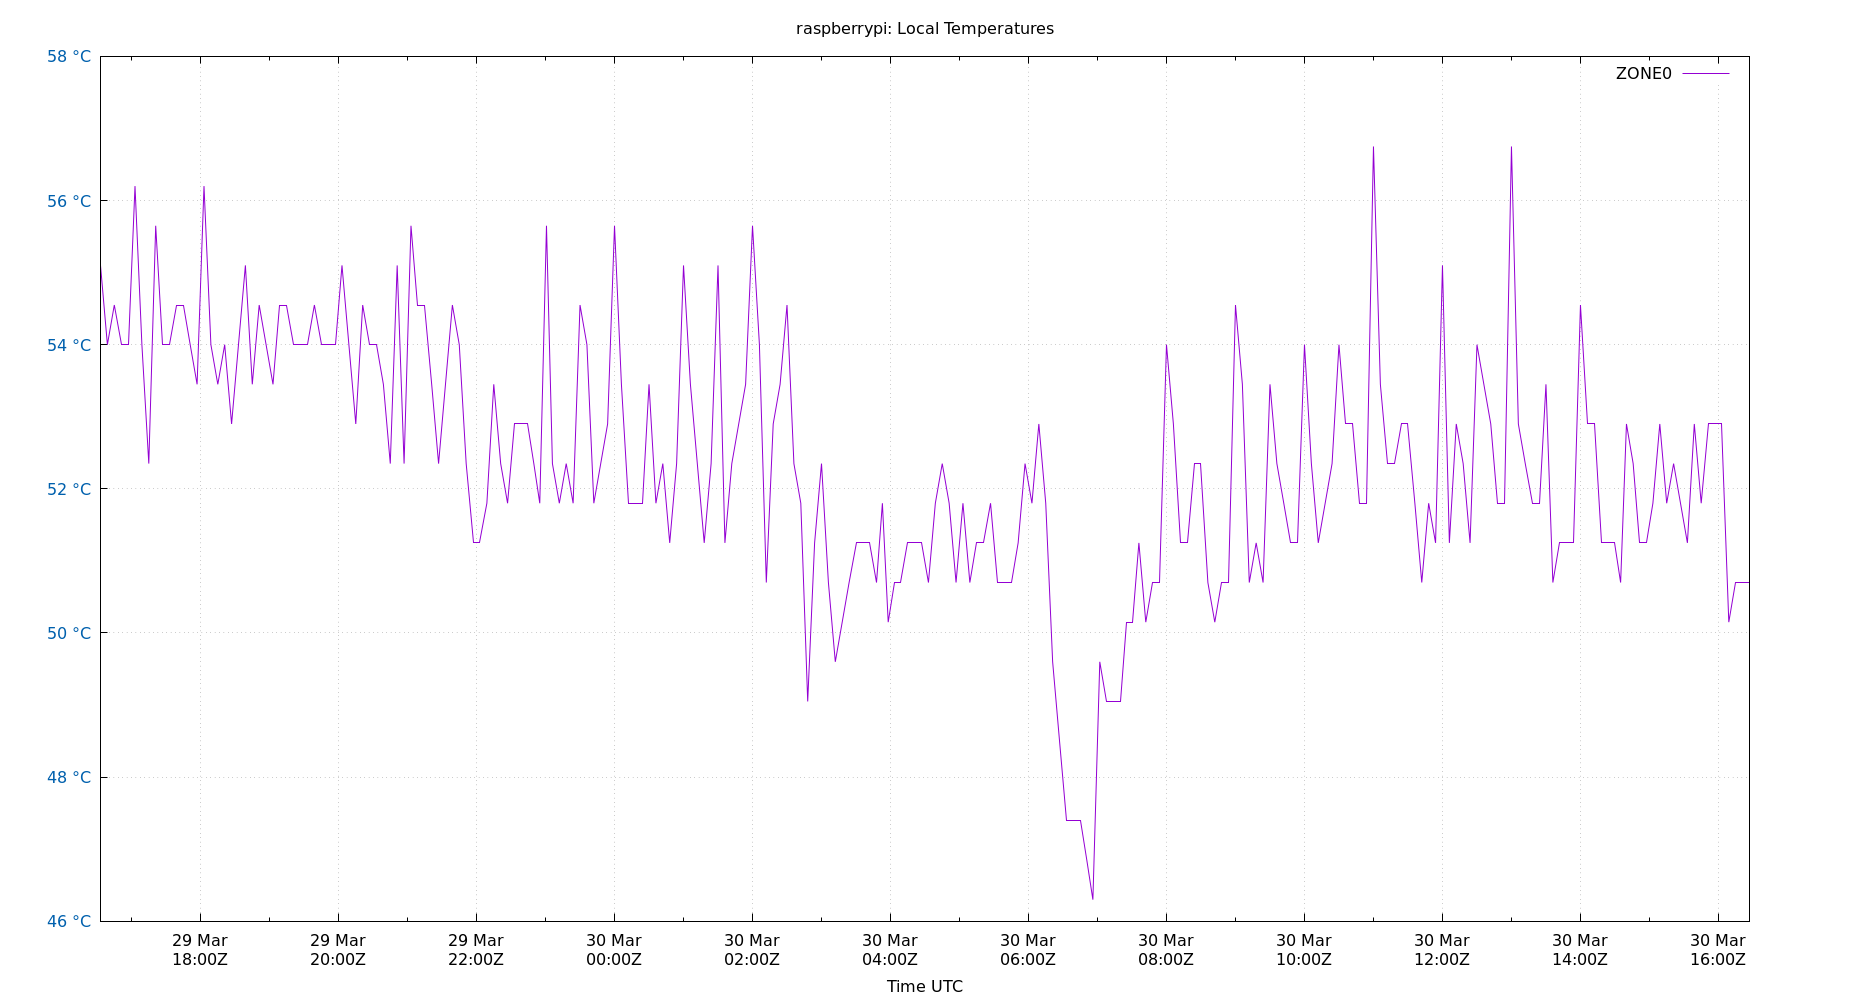 raspberrypi: Local Temperatures
58 °C
ZONE0
56 °C
54 °C
52 °C
50 °C
48 °C
46 °C
29 Mar 29 Mar 29 Mar 30 Mar 30 Mar 30 Mar 30 Mar 30 Mar 30 Mar 30 Mar 30 Mar 30 Mar
18:00Z 20:00Z 22:00Z 00:00Z 02:00Z 04:00Z 06:00Z 08:00Z 10:00Z 12:00Z 14:00Z 16:00Z
Time UTC